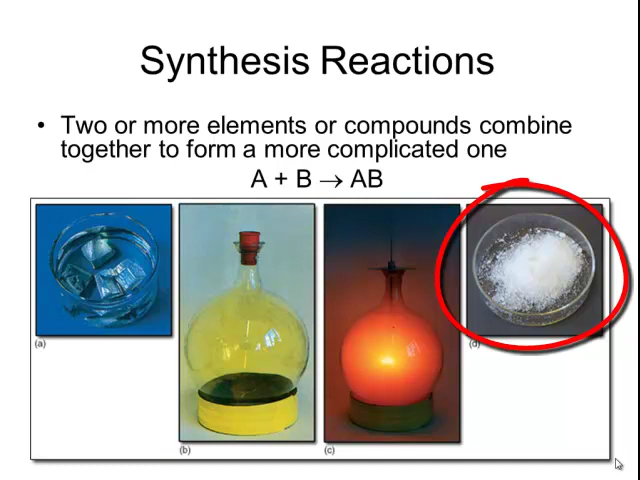 Synthesis Reactions
• Two or more elements or compounds combine
together to form a more complicated one
A + B → AB
(a)
(b)
(c)
(d)